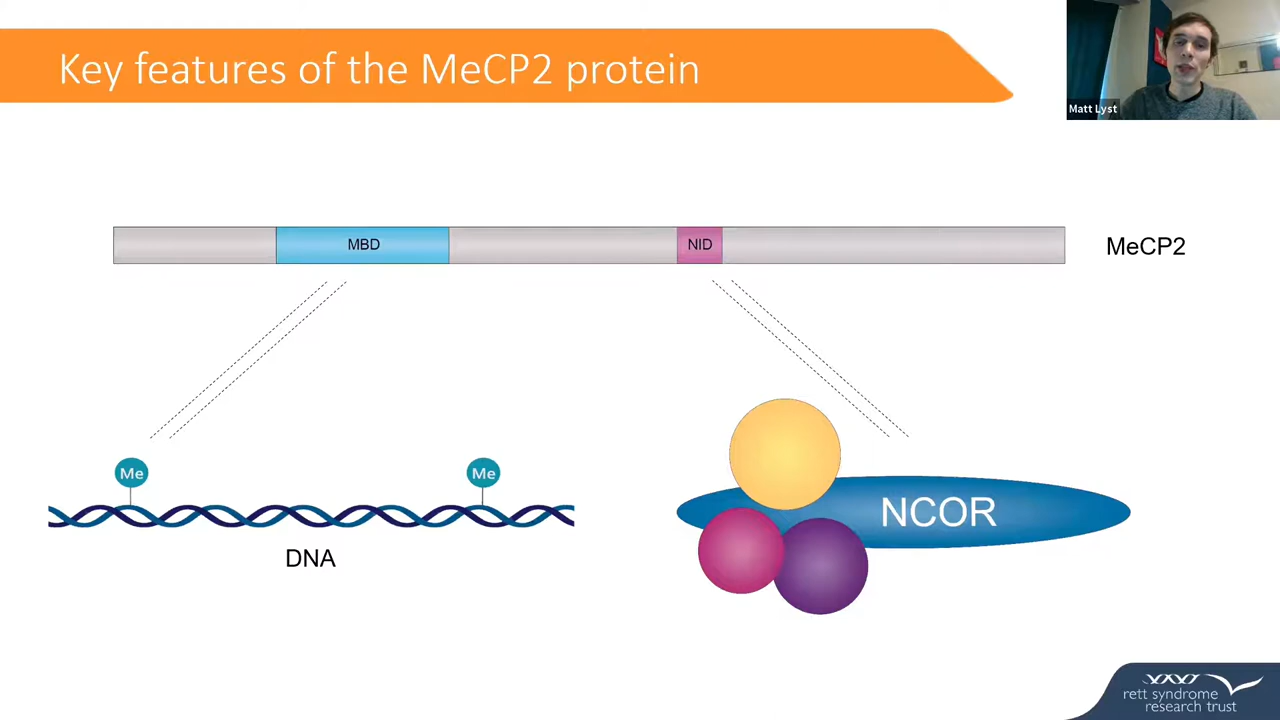 Key features of the MeCP2 protein
Matt Lyst
MBD
NID
MeCP2
Me
Me
DNA
NCOR
rett syndrome
research trust